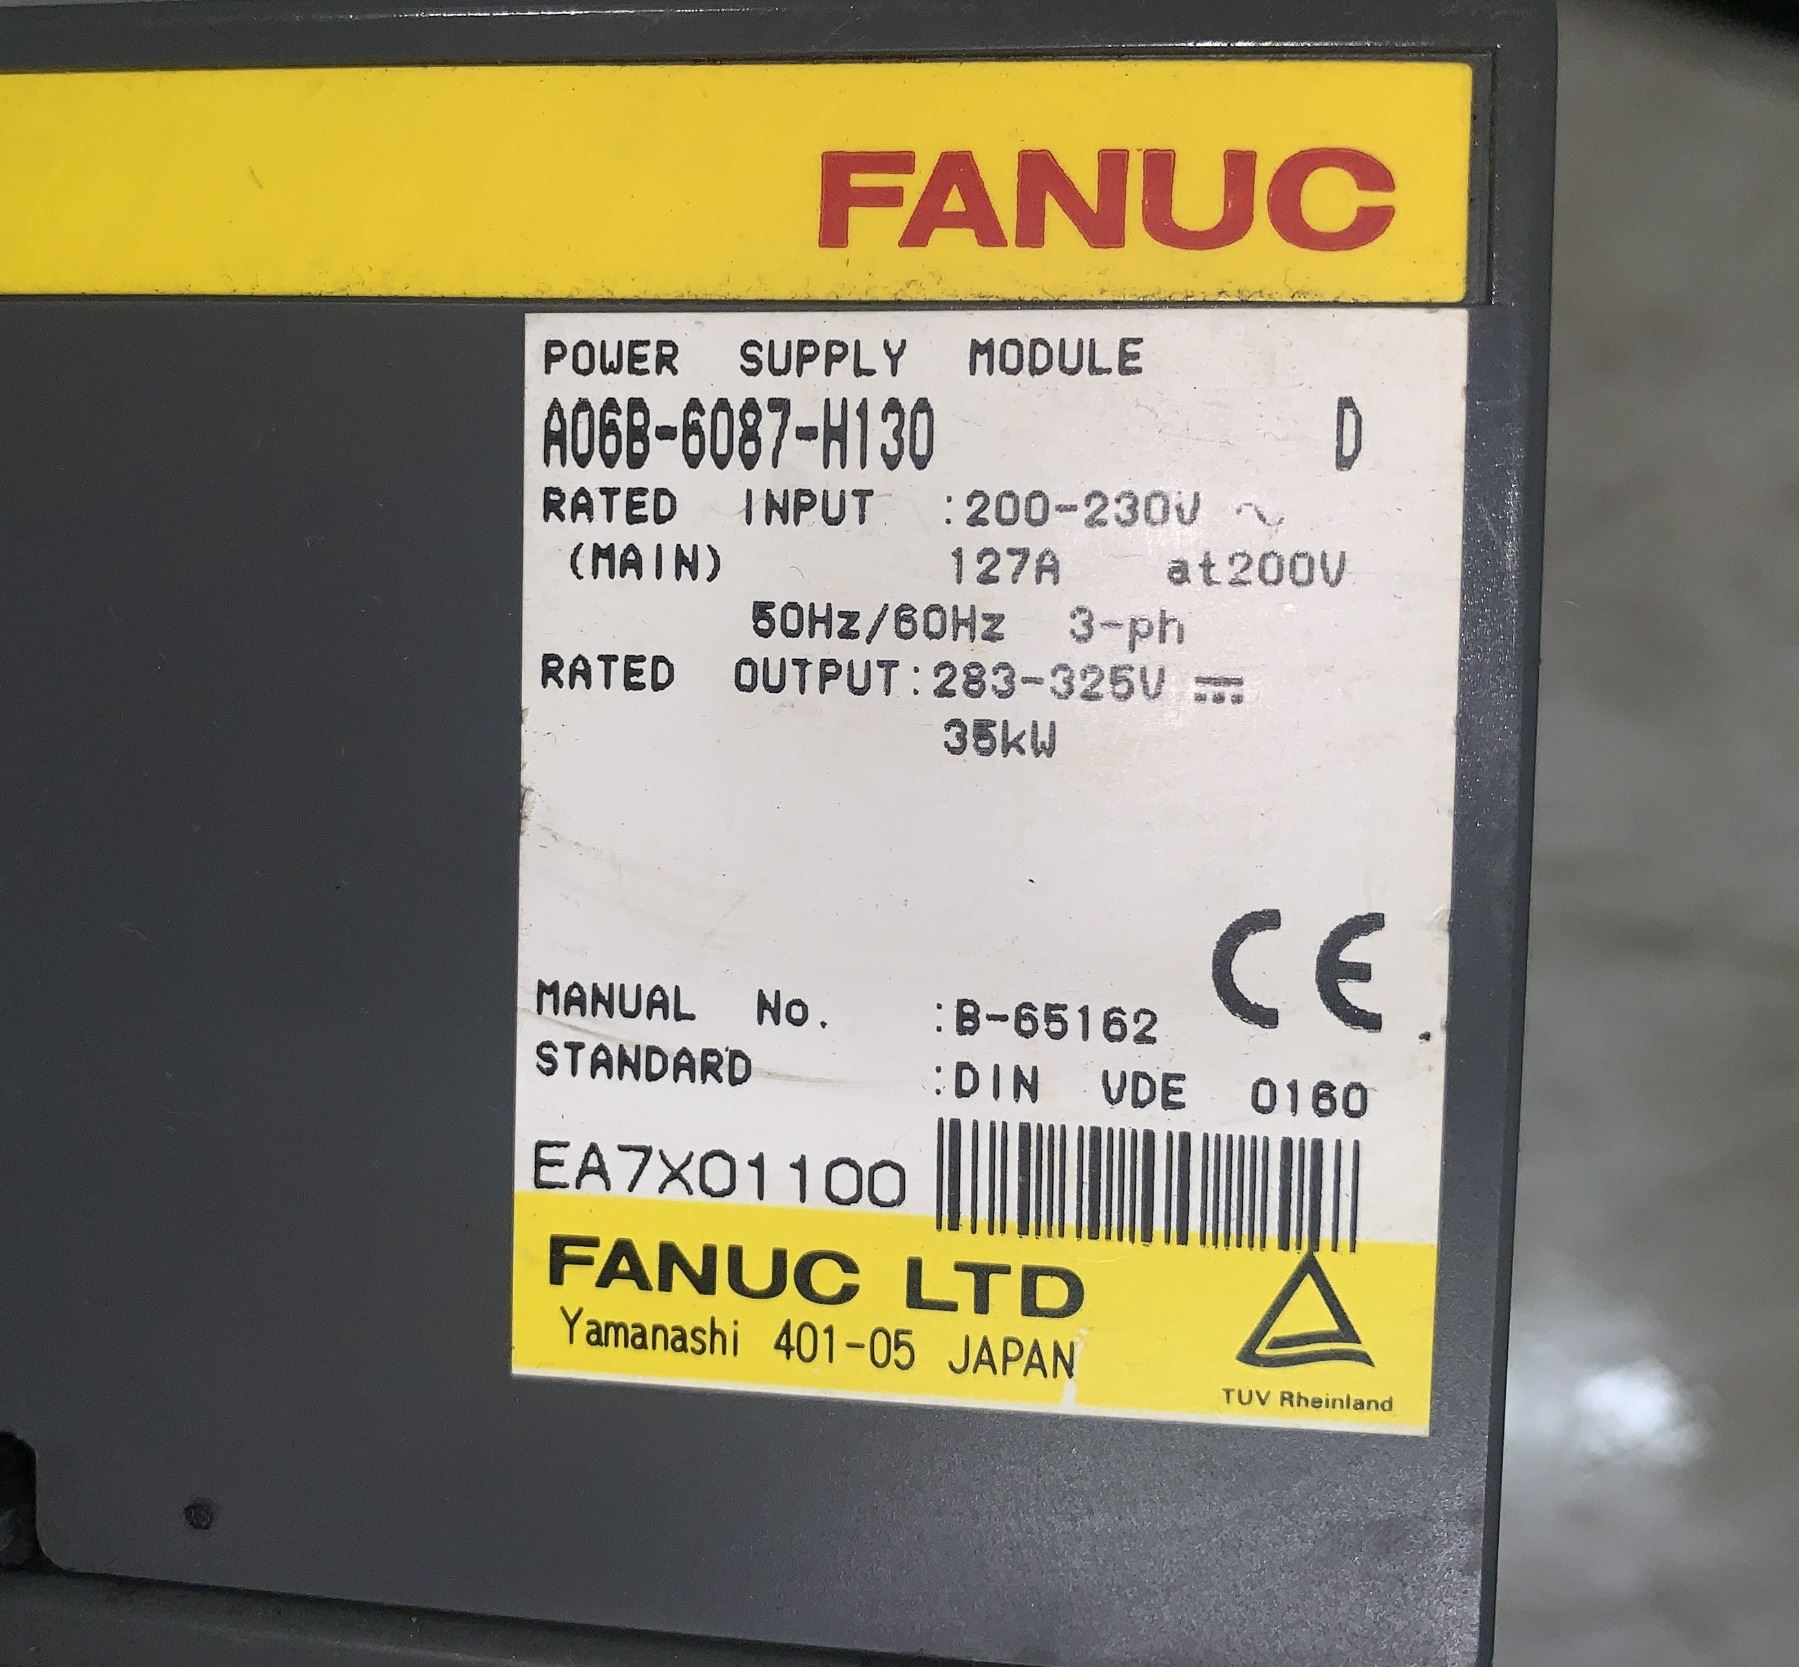 FANUC
POWER SUPPLY MODULE
A06B-6087-H130 D
RATED INPUT :200-230V ~
(MAIN) 127A at200V
50Hz/60Hz 3-ph
RATED OUTPUT:283-325V ⎓
35kW
CE
MANUAL No. :B-65162
STANDARD :DIN VDE 0160
EA7X01100
FANUC LTD
Yamanashi 401-05 JAPAN
TUV Rheinland